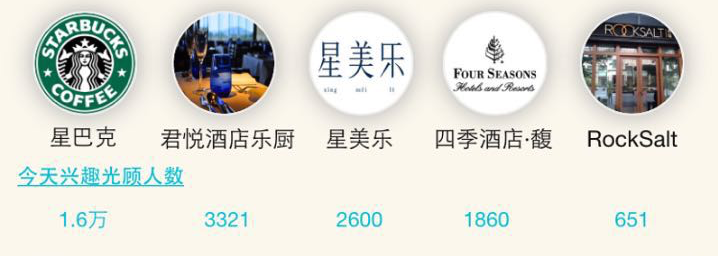 STARBUCKS
COFFEE
星美乐
xing mei le
FOUR SEASONS
Hotels and Resorts
ROCKSALT
星巴克
君悦酒店乐厨
星美乐
四季酒店·馥
RockSalt
今天兴趣光顾人数
1.6万
3321
2600
1860
651